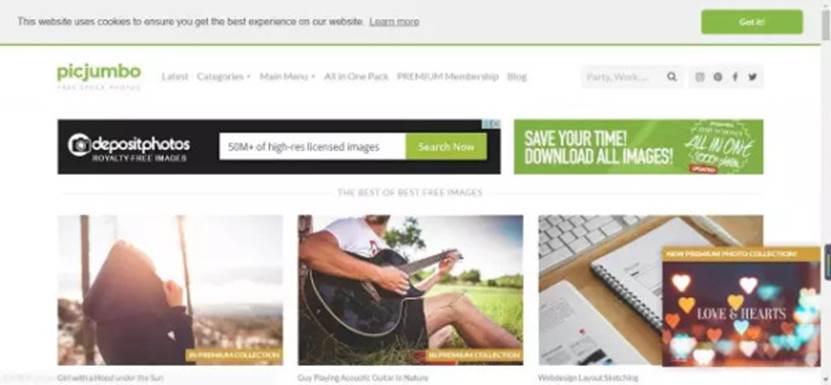 This website uses cookies to ensure you get the best experience on our website. Learn more
Got it!
picjumbo
FREE STOCK PHOTOS
Latest Categories Main Menu All in One Pack PREMIUM Membership Blog
Party, Work, ...
depositphotos
ROYALTY-FREE IMAGES
50M+ of high-res licensed images
Search Now
SAVE YOUR TIME!
DOWNLOAD ALL IMAGES!
ALL IN ONE
UPDATED
THE BEST OF BEST FREE IMAGES
IN PREMIUM COLLECTION
IN PREMIUM COLLECTION
NEW PREMIUM PHOTO COLLECTION!
LOVE & HEARTS
Girl with a Hood under the Sun
Guy Playing Acoustic Guitar in Nature
Webdesign Layout Sketching